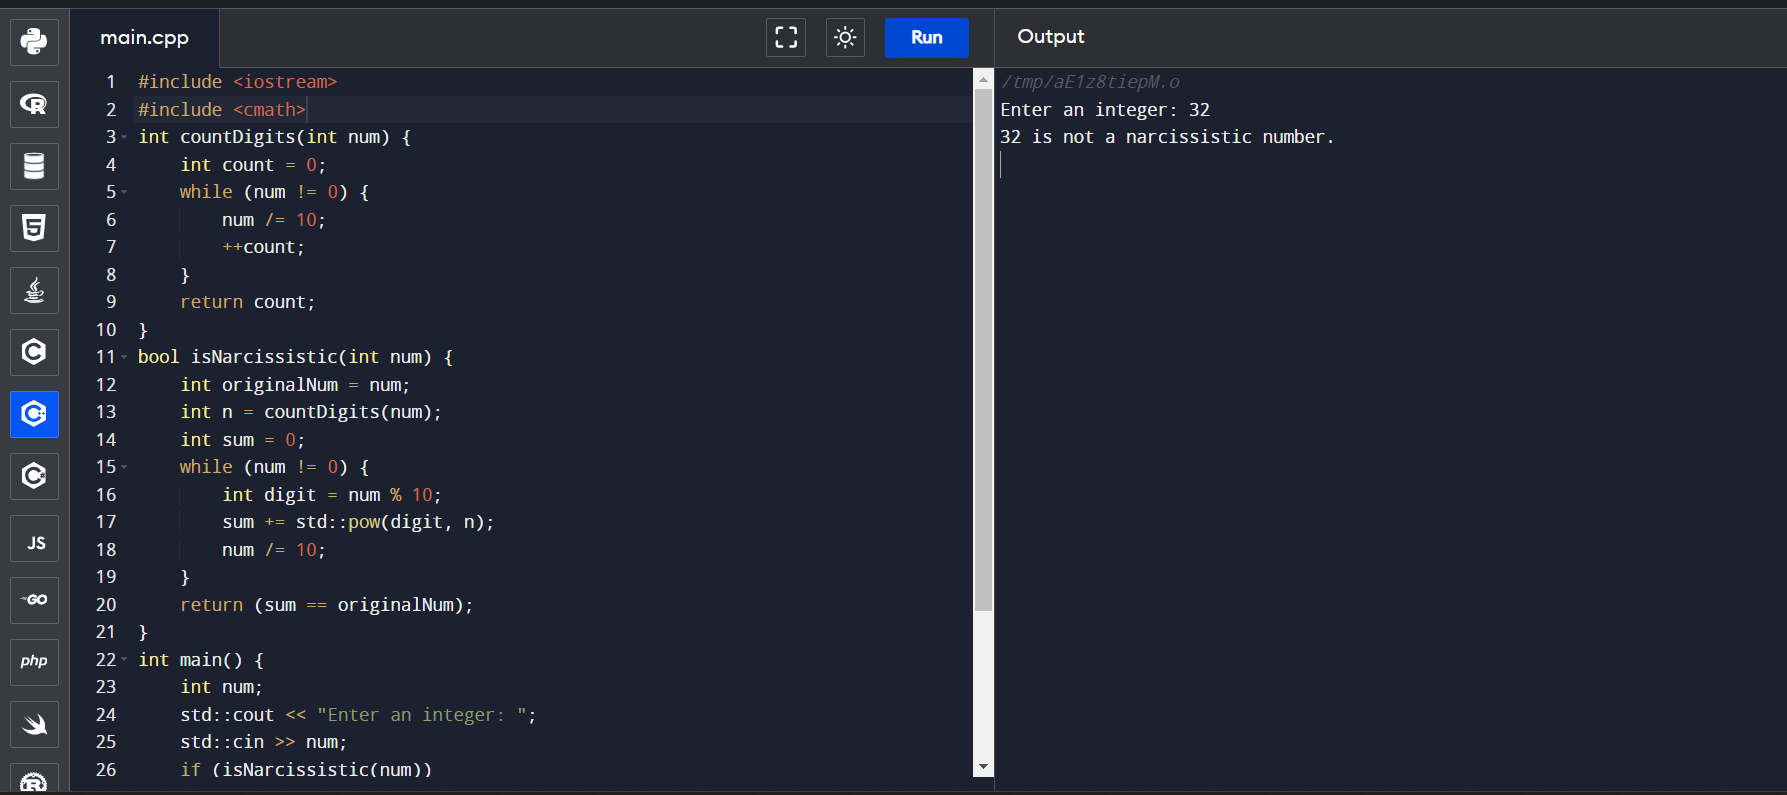 main.cpp
Run
Output
1 #include <iostream>
2 #include <cmath>
3 int countDigits(int num) {
4     int count = 0;
5     while (num != 0) {
6         num /= 10;
7         ++count;
8     }
9     return count;
10 }
11 bool isNarcissistic(int num) {
12     int originalNum = num;
13     int n = countDigits(num);
14     int sum = 0;
15     while (num != 0) {
16         int digit = num % 10;
17         sum += std::pow(digit, n);
18         num /= 10;
19     }
20     return (sum == originalNum);
21 }
22 int main() {
23     int num;
24     std::cout << "Enter an integer: ";
25     std::cin >> num;
26     if (isNarcissistic(num))
/tmp/aE1z8tiepM.o
Enter an integer: 32
32 is not a narcissistic number.
R
5
C
C
C
JS
GO
php
R